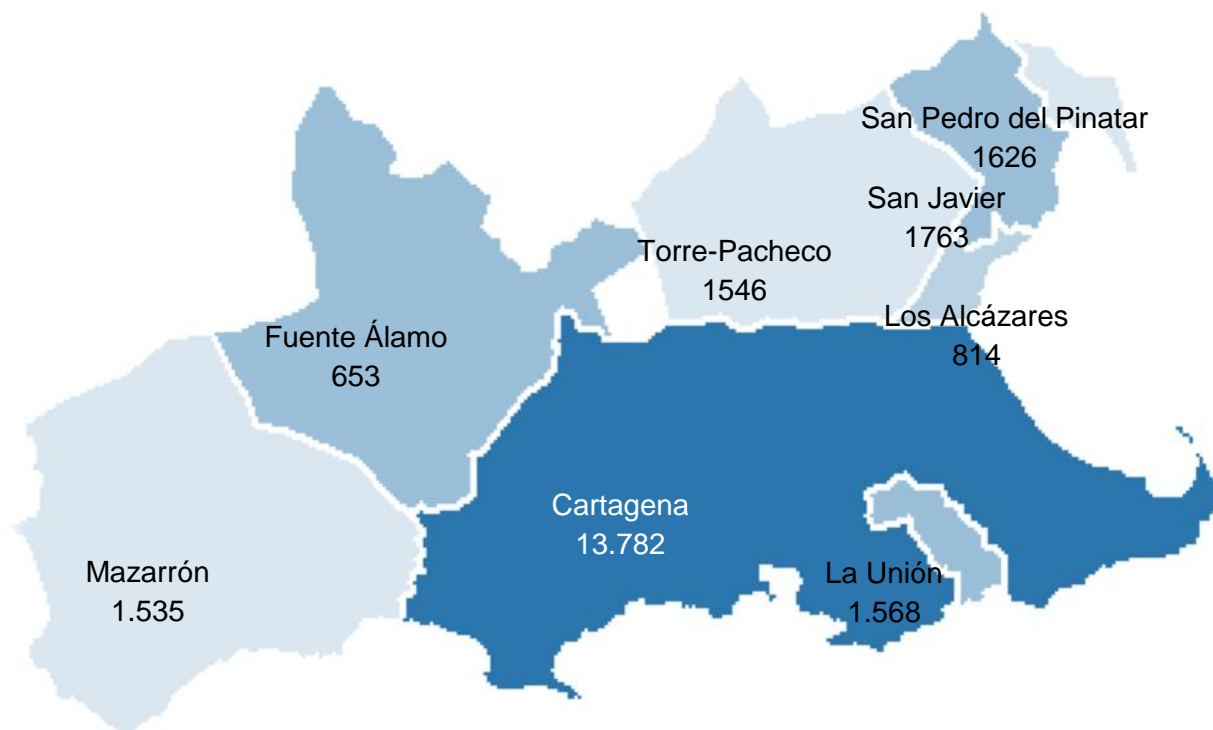 San Pedro del Pinatar
1626
San Javier
1763
Torre-Pacheco
1546
Los Alcázares
814
Fuente Álamo
653
Cartagena
13.782
Mazarrón
1.535
La Unión
1.568